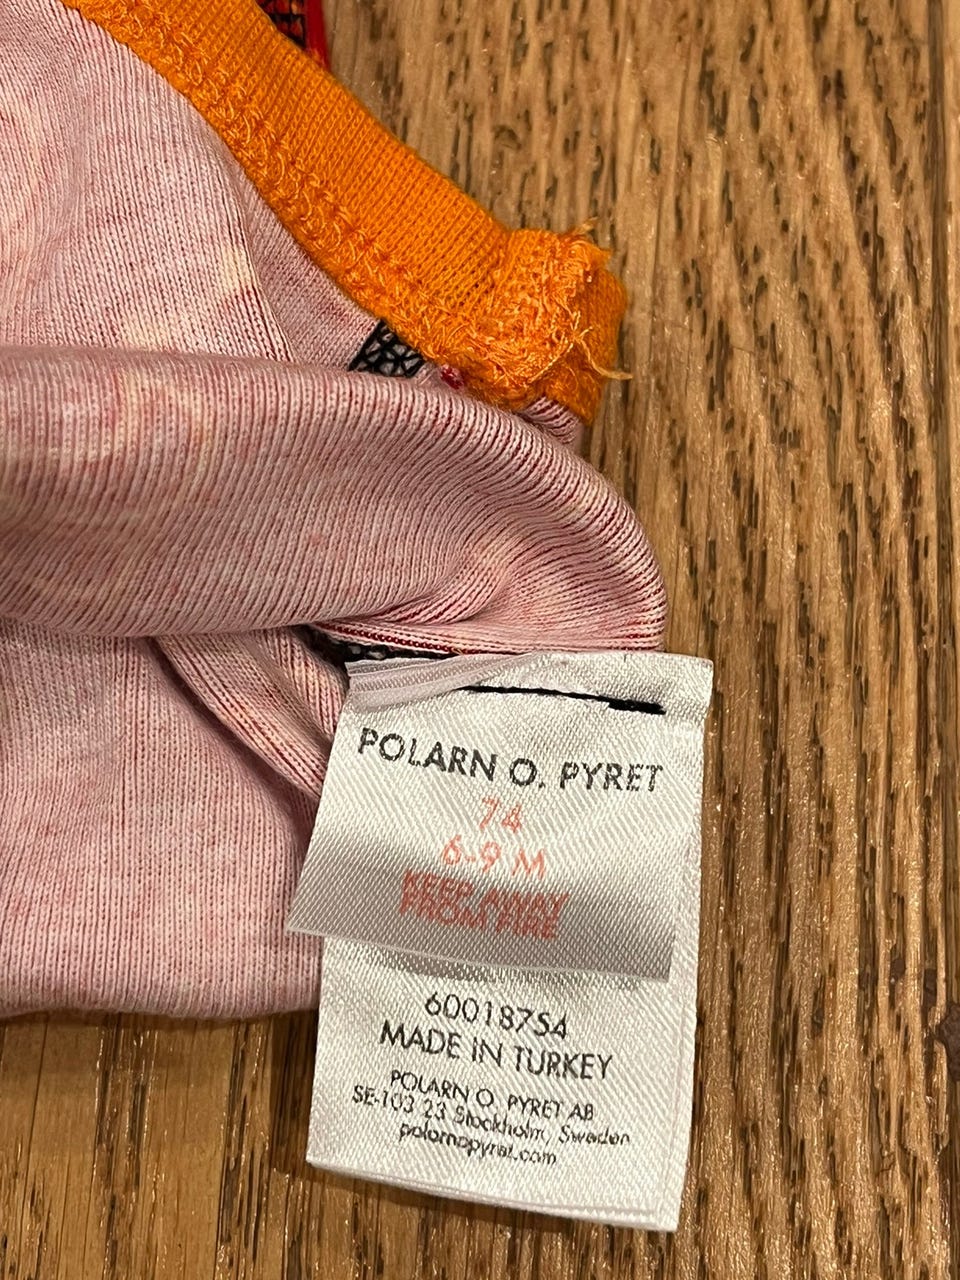 POLARN O. PYRET
74
6-9 M
KEEP AWAY
FROM FIRE
60018754
MADE IN TURKEY
POLARN O. PYRET AB
SE-103 23 Stockholm, Sweden
polarnopyret.com